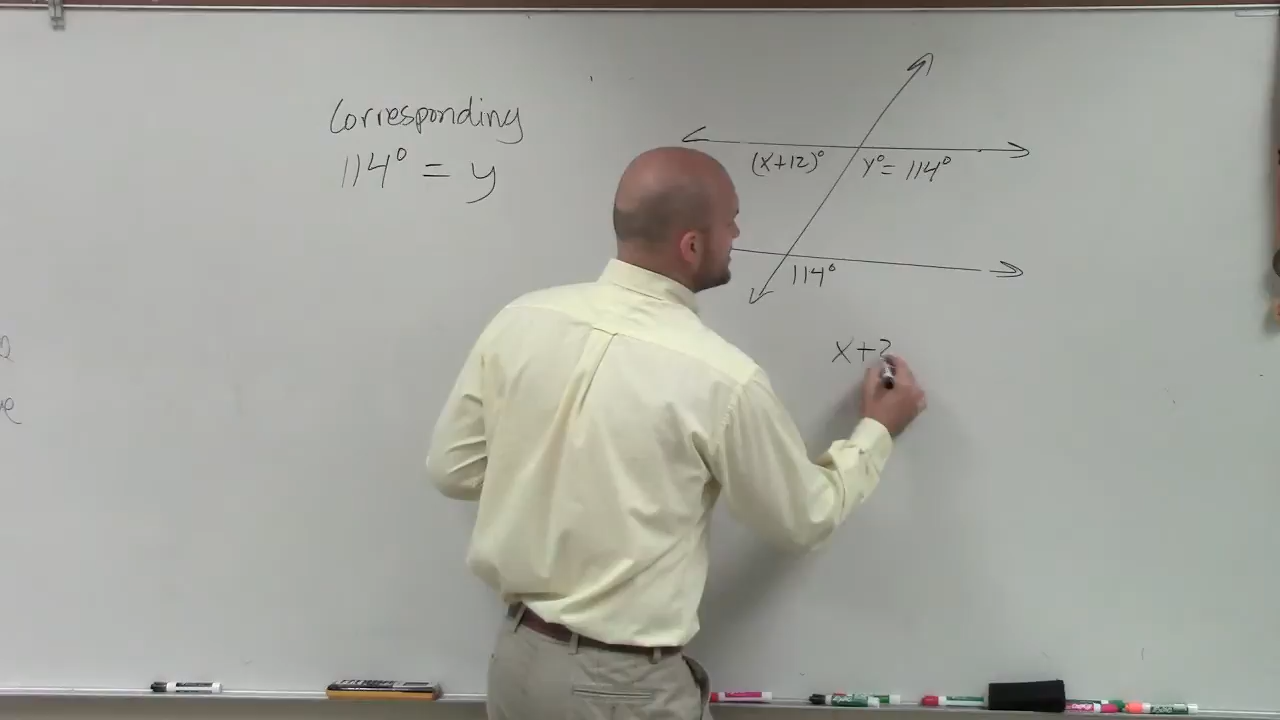 Corresponding
114° = y
(x+12)°
y° = 114°
114°
x+